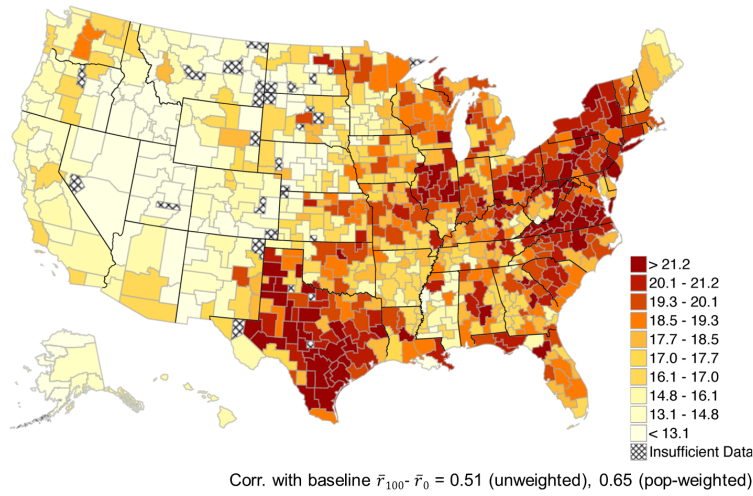 > 21.2
20.1 - 21.2
19.3 - 20.1
18.5 - 19.3
17.7 - 18.5
17.0 - 17.7
16.1 - 17.0
14.8 - 16.1
13.1 - 14.8
< 13.1
Insufficient Data
Corr. with baseline r̅₁₀₀- r̅₀ = 0.51 (unweighted), 0.65 (pop-weighted)